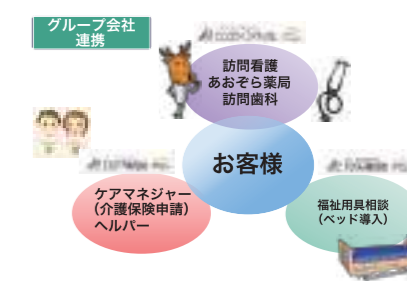 グループ会社
連携
訪問看護
あおぞら薬局
訪問歯科
お客様
ケアマネジャー
（介護保険申請）
ヘルパー
福祉用具相談
（ベッド導入）